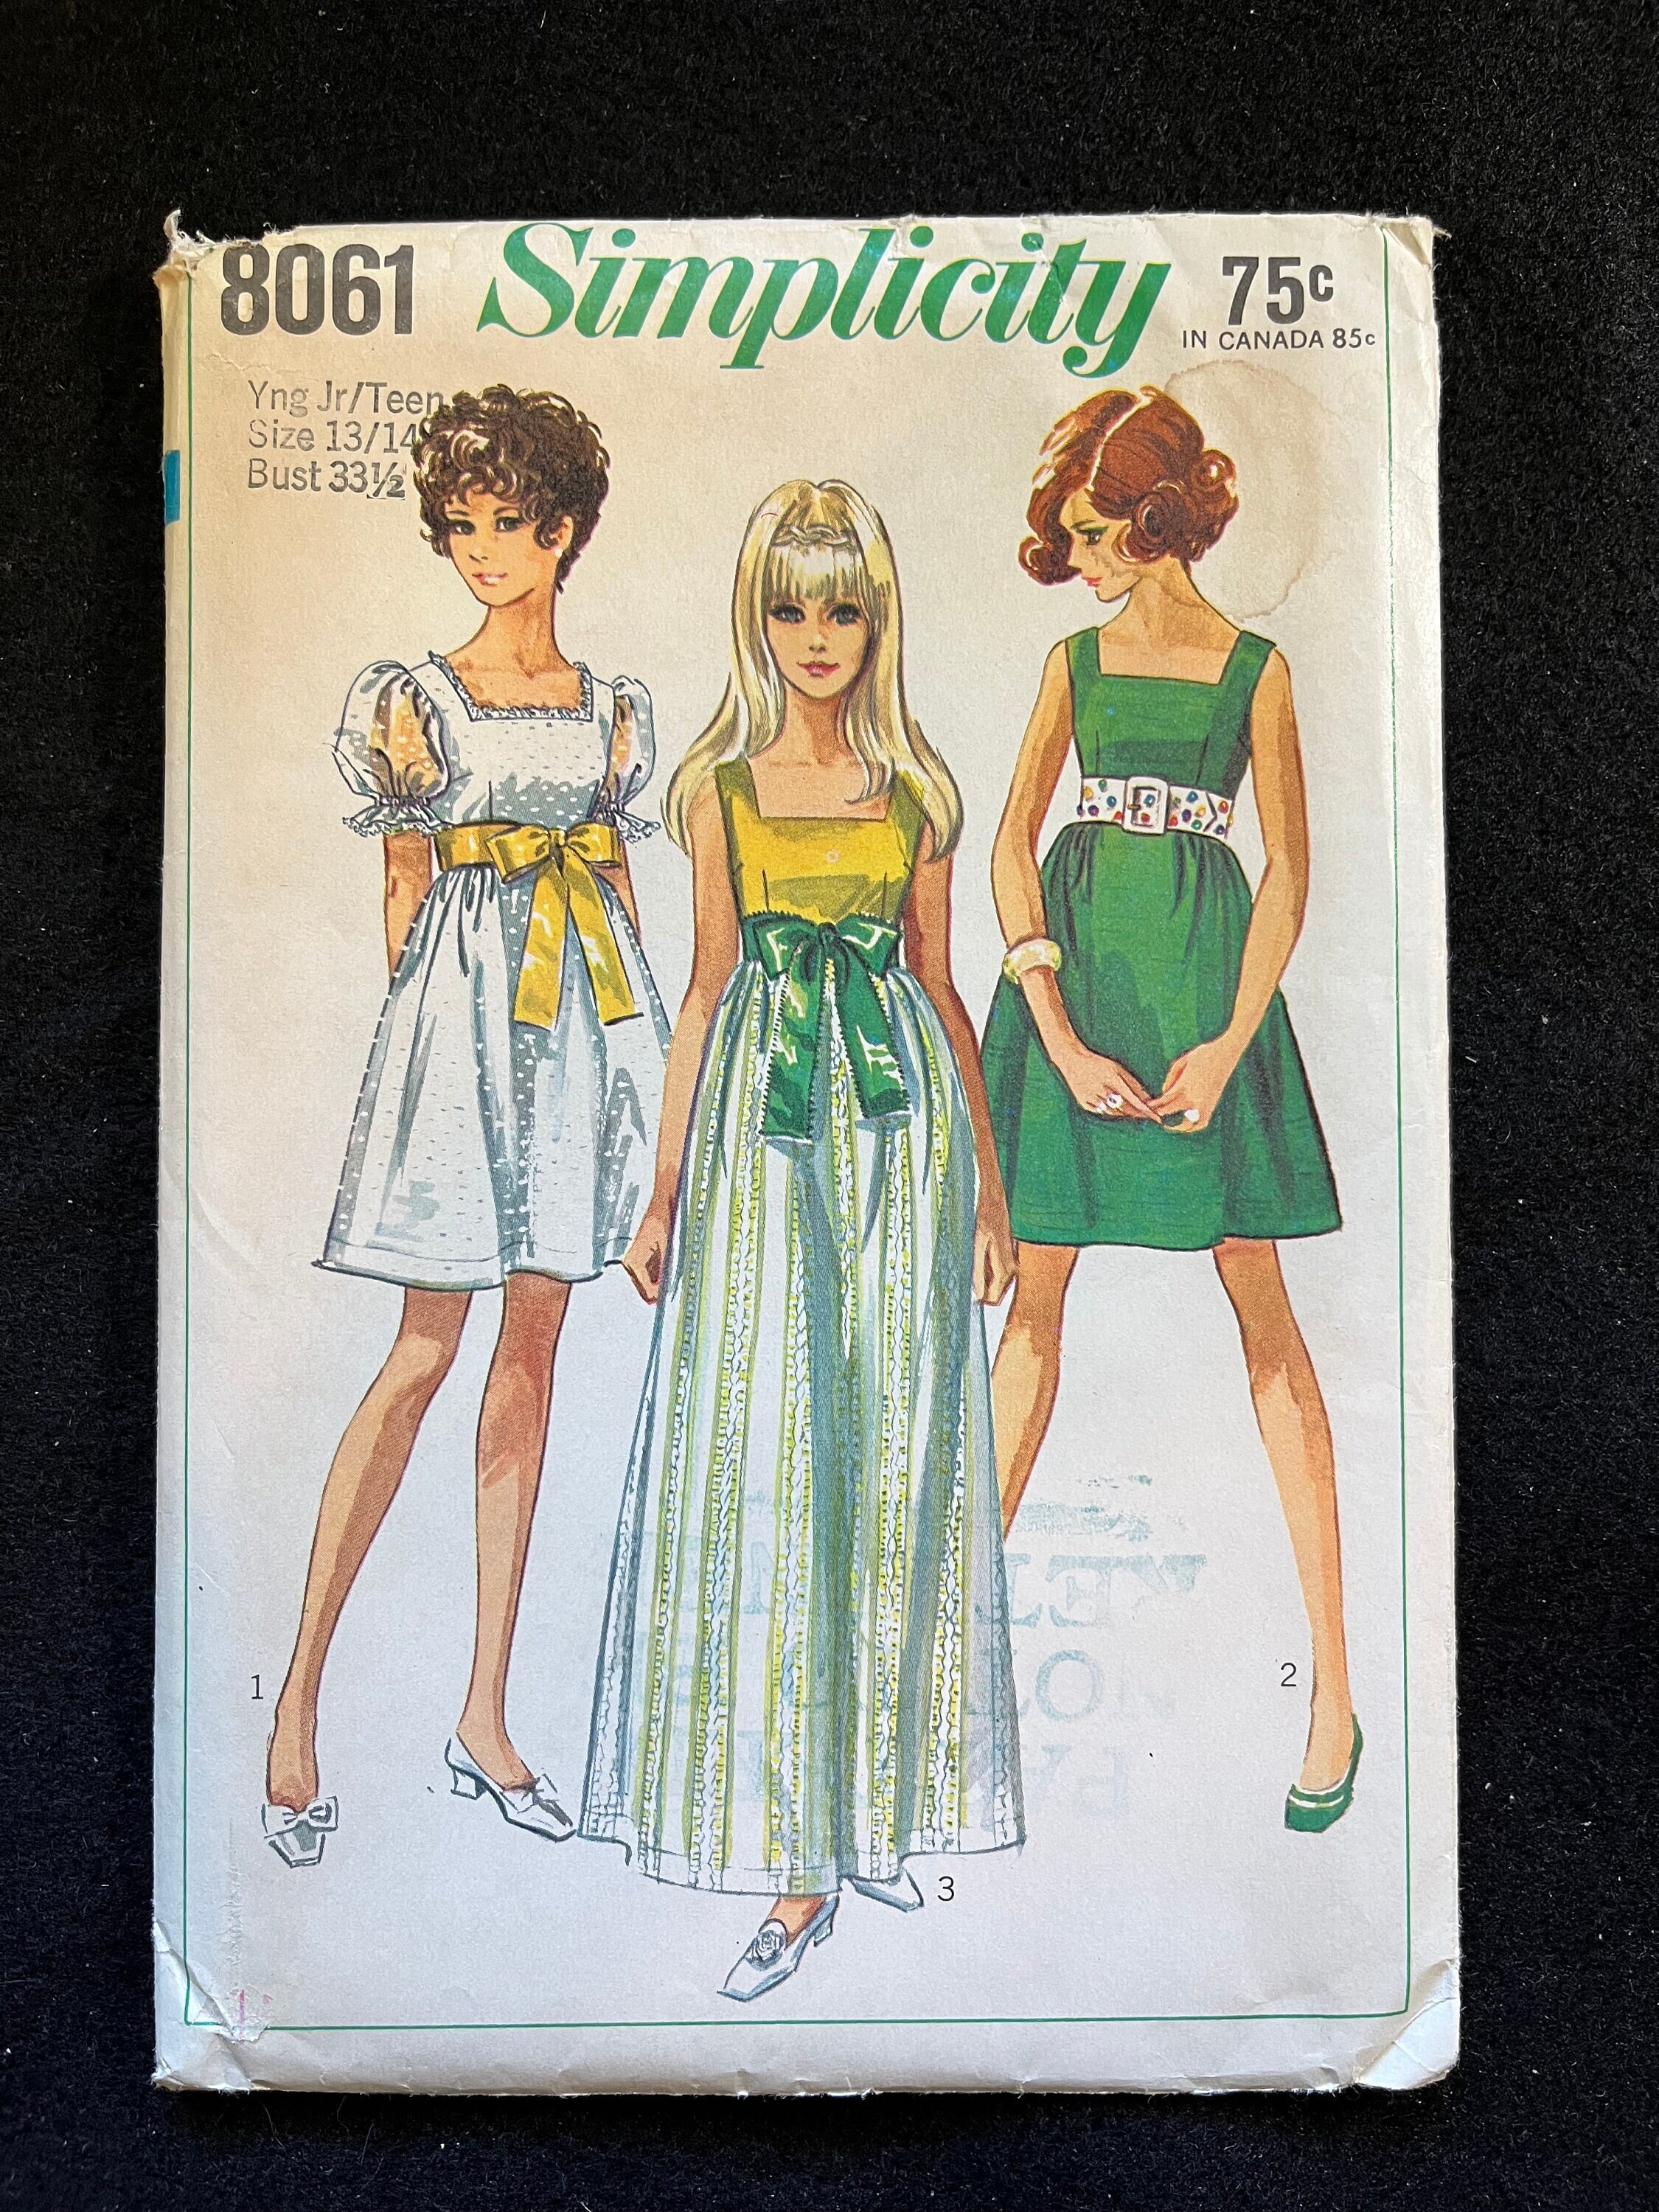 8061 Simplicity 75c
IN CANADA 85c
Yng Jr/Teen
Size 13/14
Bust 33½
1
2
3